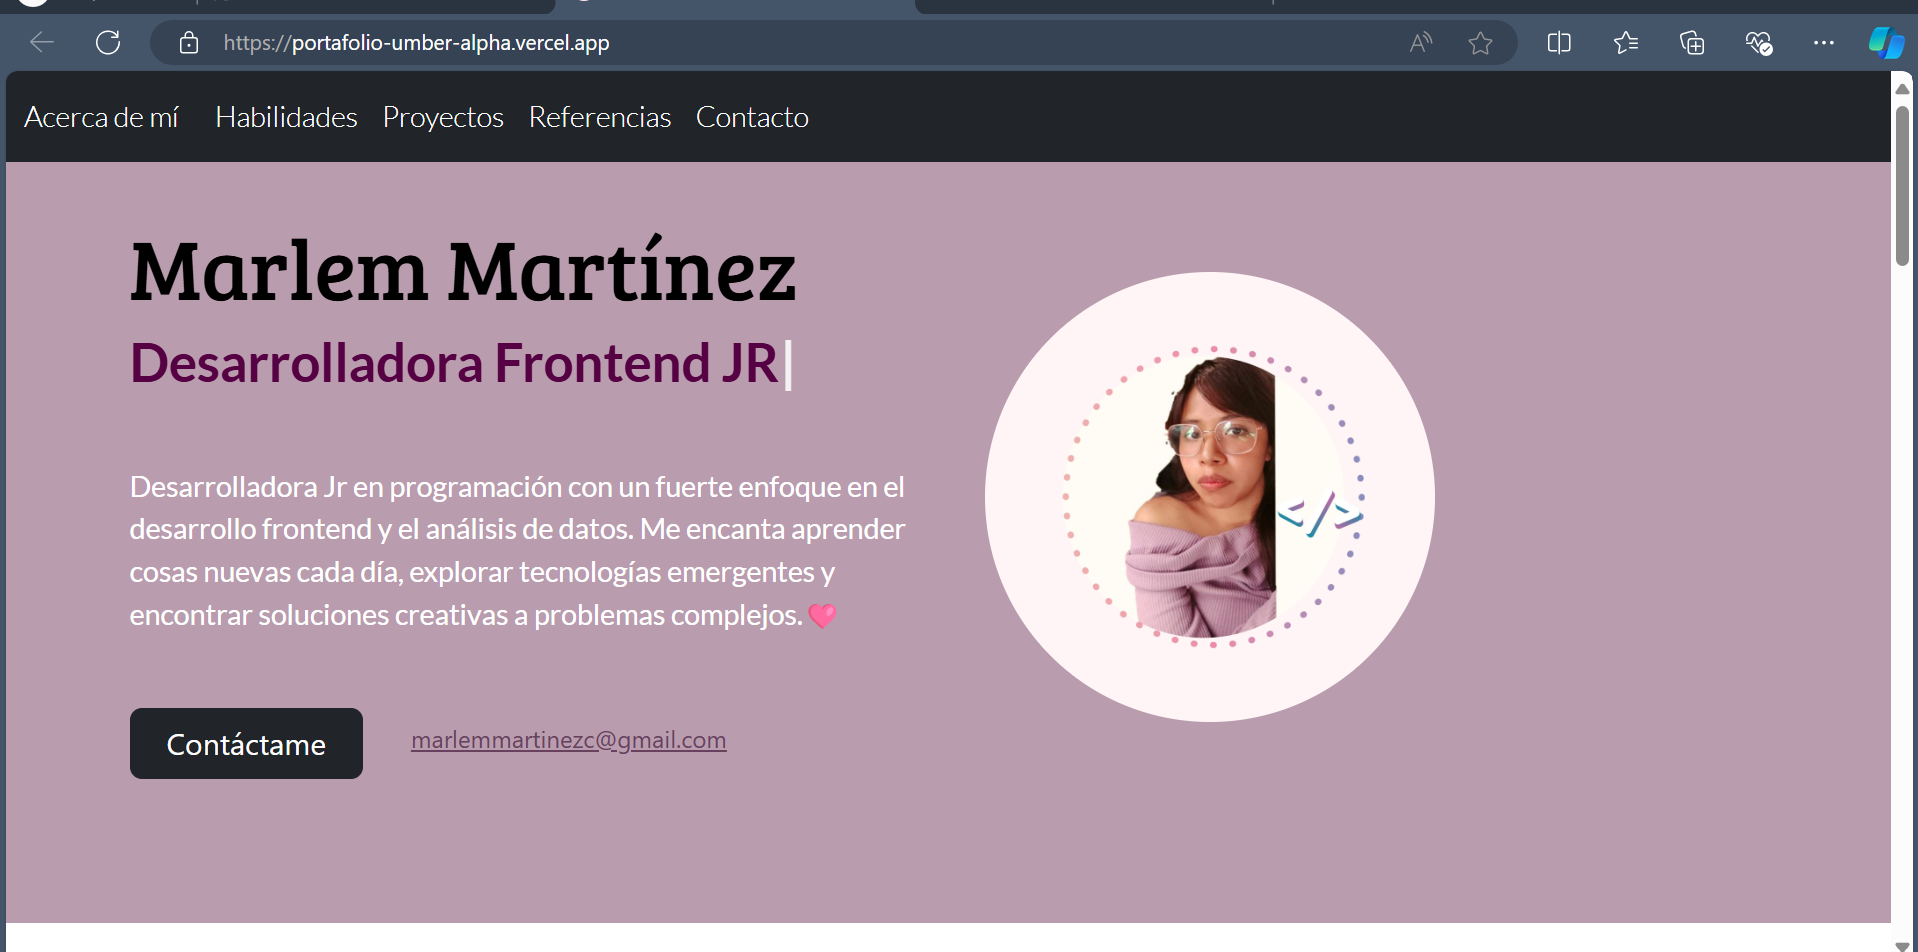 https://portafolio-umber-alpha.vercel.app
Acerca de mí Habilidades Proyectos Referencias Contacto
Marlem Martínez
Desarrolladora Frontend JR|
Desarrolladora Jr en programación con un fuerte enfoque en el
desarrollo frontend y el análisis de datos. Me encanta aprender
cosas nuevas cada día, explorar tecnologías emergentes y
encontrar soluciones creativas a problemas complejos. 💗
</>
Contáctame marlemmartinezc@gmail.com